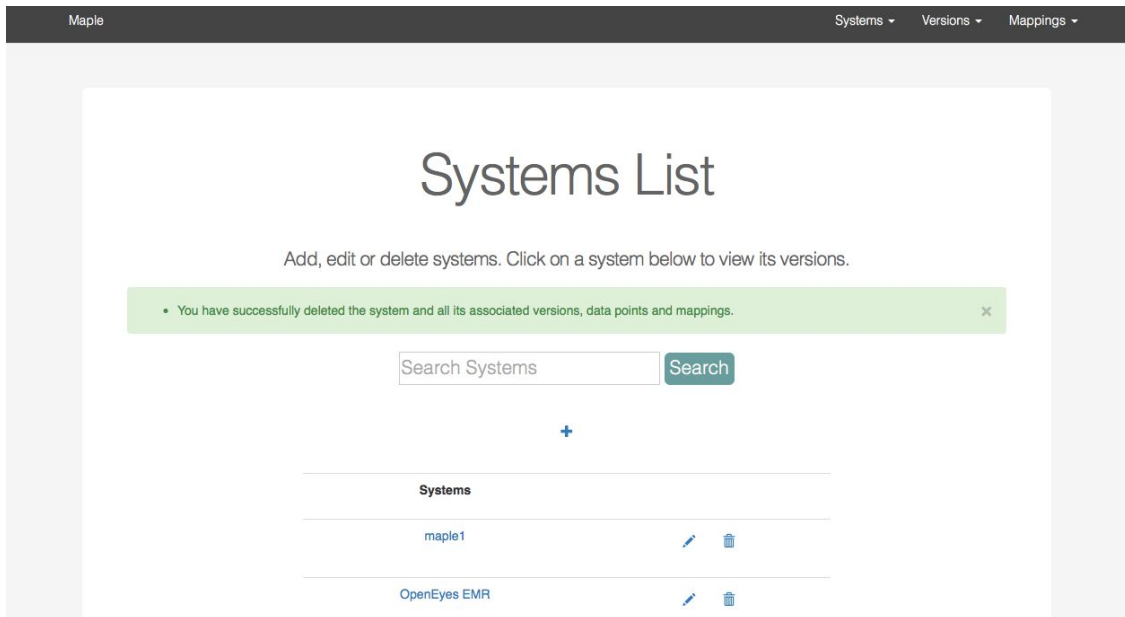 Maple Systems Versions Mappings
Systems List
Add, edit or delete systems. Click on a system below to view its versions.
• You have successfully deleted the system and all its associated versions, data points and mappings. ×
Search Systems Search
+
Systems
maple1
OpenEyes EMR